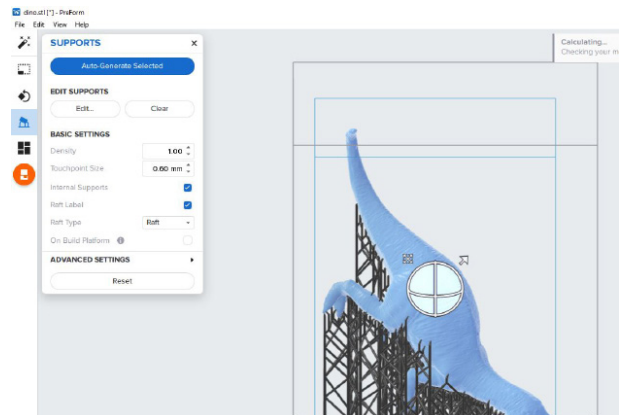 dino.stl [*] - PreForm
File Edit View Help
SUPPORTS
Auto-Generate Selected
EDIT SUPPORTS
Edit...
Clear
BASIC SETTINGS
Density
1.00
Touchpoint Size
0.60 mm
Internal Supports
Raft Label
Raft Type
Raft
On Build Platform
ADVANCED SETTINGS
Reset
Calculating...
Checking your m